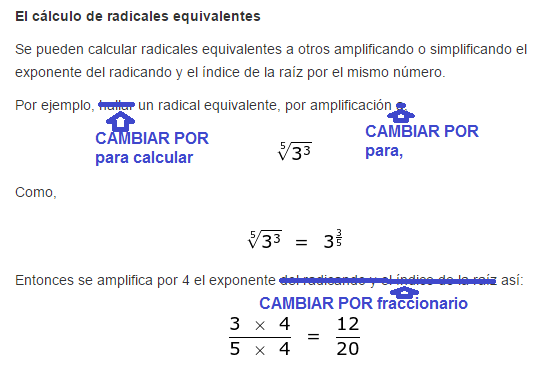 El cálculo de radicales equivalentes
Se pueden calcular radicales equivalentes a otros amplificando o simplificando el
exponente del radicando y el índice de la raíz por el mismo número.
Por ejemplo, hallar un radical equivalente, por amplificación a
CAMBIAR POR
para calcular
CAMBIAR POR
para,
⁵√3³
Como,
⁵√3³ = 3^(3/5)
Entonces se amplifica por 4 el exponente del radicando y el índice de la raíz así:
CAMBIAR POR fraccionario
3 × 4 / 5 × 4 = 12 / 20